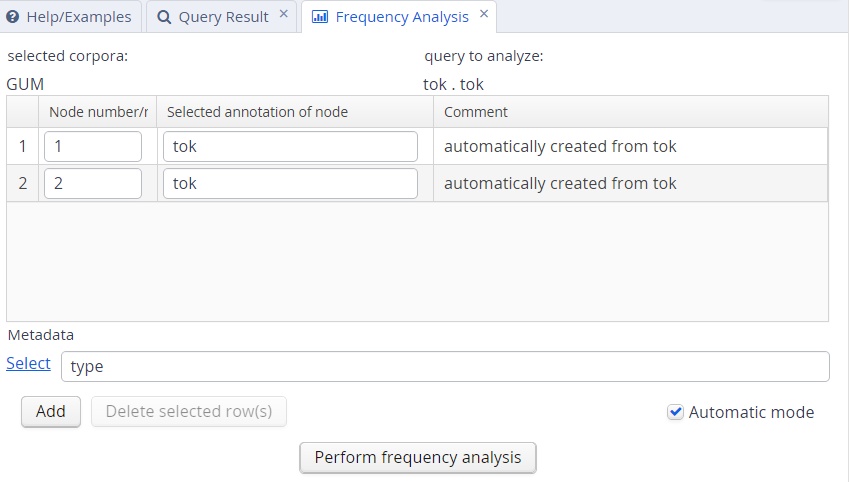 Help/Examples Query Result Frequency Analysis
selected corpora: query to analyze:
GUM tok . tok
Node number/r Selected annotation of node Comment
1 1 tok automatically created from tok
2 2 tok automatically created from tok
Metadata
Select type
Add Delete selected row(s) Automatic mode
Perform frequency analysis